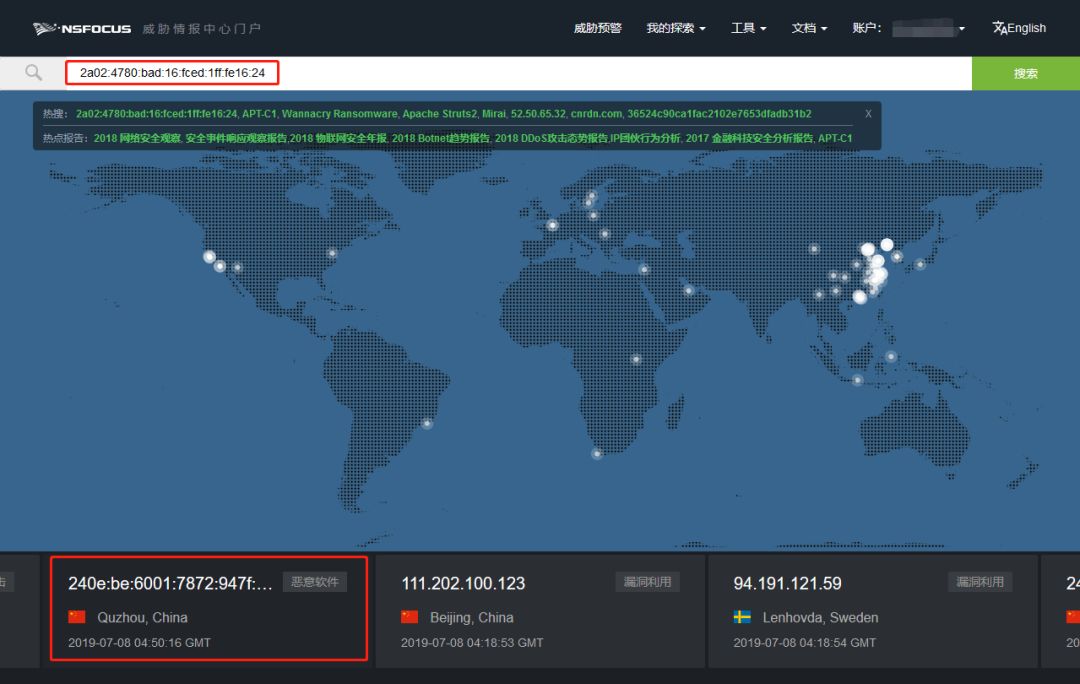 NSFOCUS 威胁情报中心门户 威胁预警 我的探索 工具 文档 账户: English
2a02:4780:bad:16:fced:1ff:fe16:24 搜索
热搜: 2a02:4780:bad:16:fced:1ff:fe16:24, APT-C1, Wannacry Ransomware, Apache Struts2, Mirai, 52.50.65.32, cnrdn.com, 36524c90ca1fac2102e7653dfadb31b2 X
热点报告: 2018 网络安全观察, 安全事件响应观察报告,2018 物联网安全年报, 2018 Botnet趋势报告, 2018 DDoS攻击态势报告,IP团伙行为分析, 2017 金融科技安全分析报告, APT-C1
击 240e:be:6001:7872:947f:... 恶意软件 111.202.100.123 漏洞利用 94.191.121.59 漏洞利用 24
Quzhou, China Beijing, China Lenhovda, Sweden
2019-07-08 04:50:16 GMT 2019-07-08 04:18:53 GMT 2019-07-08 04:18:54 GMT 20